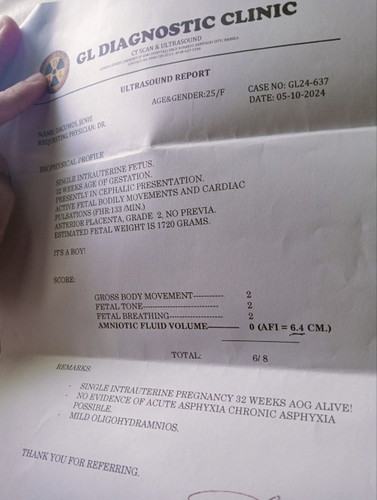 GL DIAGNOSTIC CLINIC
CT SCAN & ULTRASOUND
ULTRASOUND REPORT
AGE&GENDER:25/F
CASE NO: GL24-637
DATE: 05-10-2024
REQUESTING PHYSICIAN: DR.
BIOPHYSICAL PROFILE
SINGLE INTRAUTERINE FETUS.
32 WEEKS AGE OF GESTATION.
PRESENTLY IN CEPHALIC PRESENTATION.
ACTIVE FETAL BODILY MOVEMENTS AND CARDIAC
PULSATIONS (FHR:133 /MIN.)
ANTERIOR PLACENTA, GRADE 2, NO PREVIA.
ESTIMATED FETAL WEIGHT IS 1720 GRAMS.
IT'S A BOY!
SCORE:
GROSS BODY MOVEMENT---------- 2
FETAL TONE------------------------ 2
FETAL BREATHING----------------- 2
AMNIOTIC FLUID VOLUME------- 0 (AFI = 6.4 CM.)
TOTAL: 6/ 8
REMARKS
- SINGLE INTRAUTERINE PREGNANCY 32 WEEKS AOG ALIVE!
- NO EVIDENCE OF ACUTE ASPHYXIA CHRONIC ASPHYXIA
POSSIBLE.
- MILD OLIGOHYDRAMNIOS.
THANK YOU FOR REFERRING.